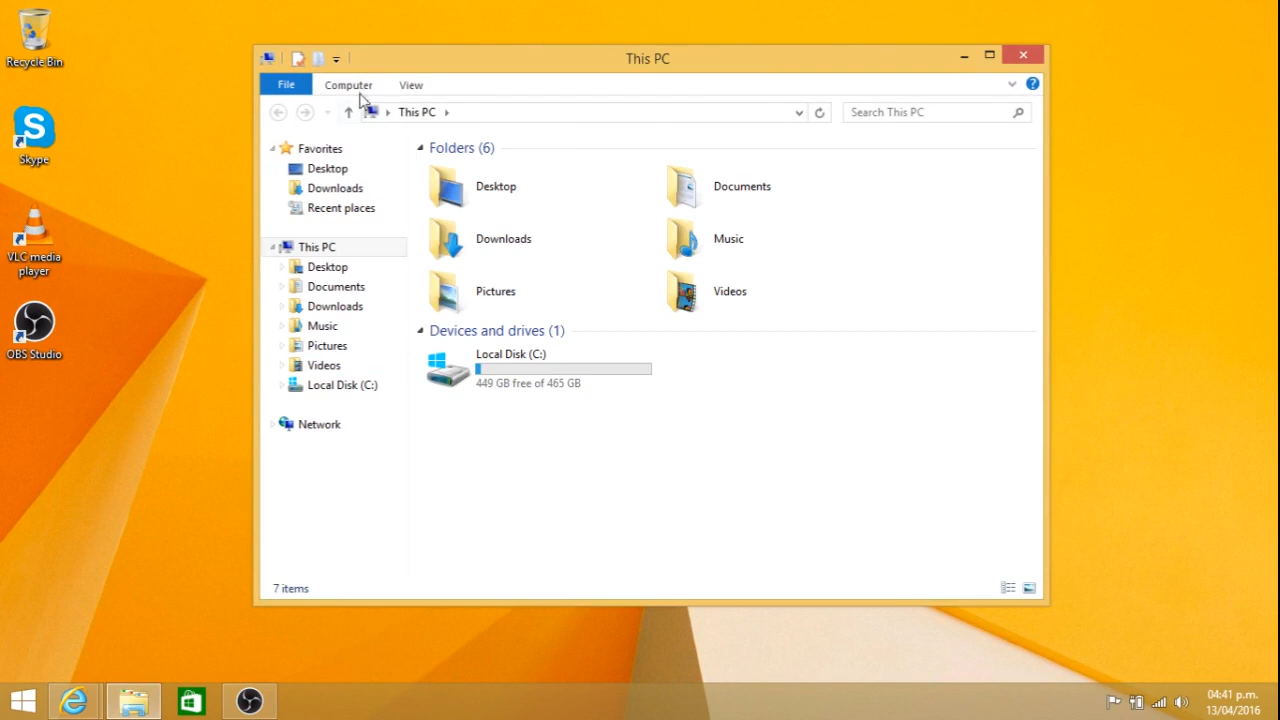 Recycle Bin
Skype
VLC media
player
OBS Studio
This PC
File
Computer
View
This PC
Search This PC
Favorites
Desktop
Downloads
Recent places
This PC
Desktop
Documents
Downloads
Music
Pictures
Videos
Local Disk (C:)
Network
Folders (6)
Desktop
Documents
Downloads
Music
Pictures
Videos
Devices and drives (1)
Local Disk (C:)
449 GB free of 465 GB
7 items
04:41 p.m.
13/04/2016